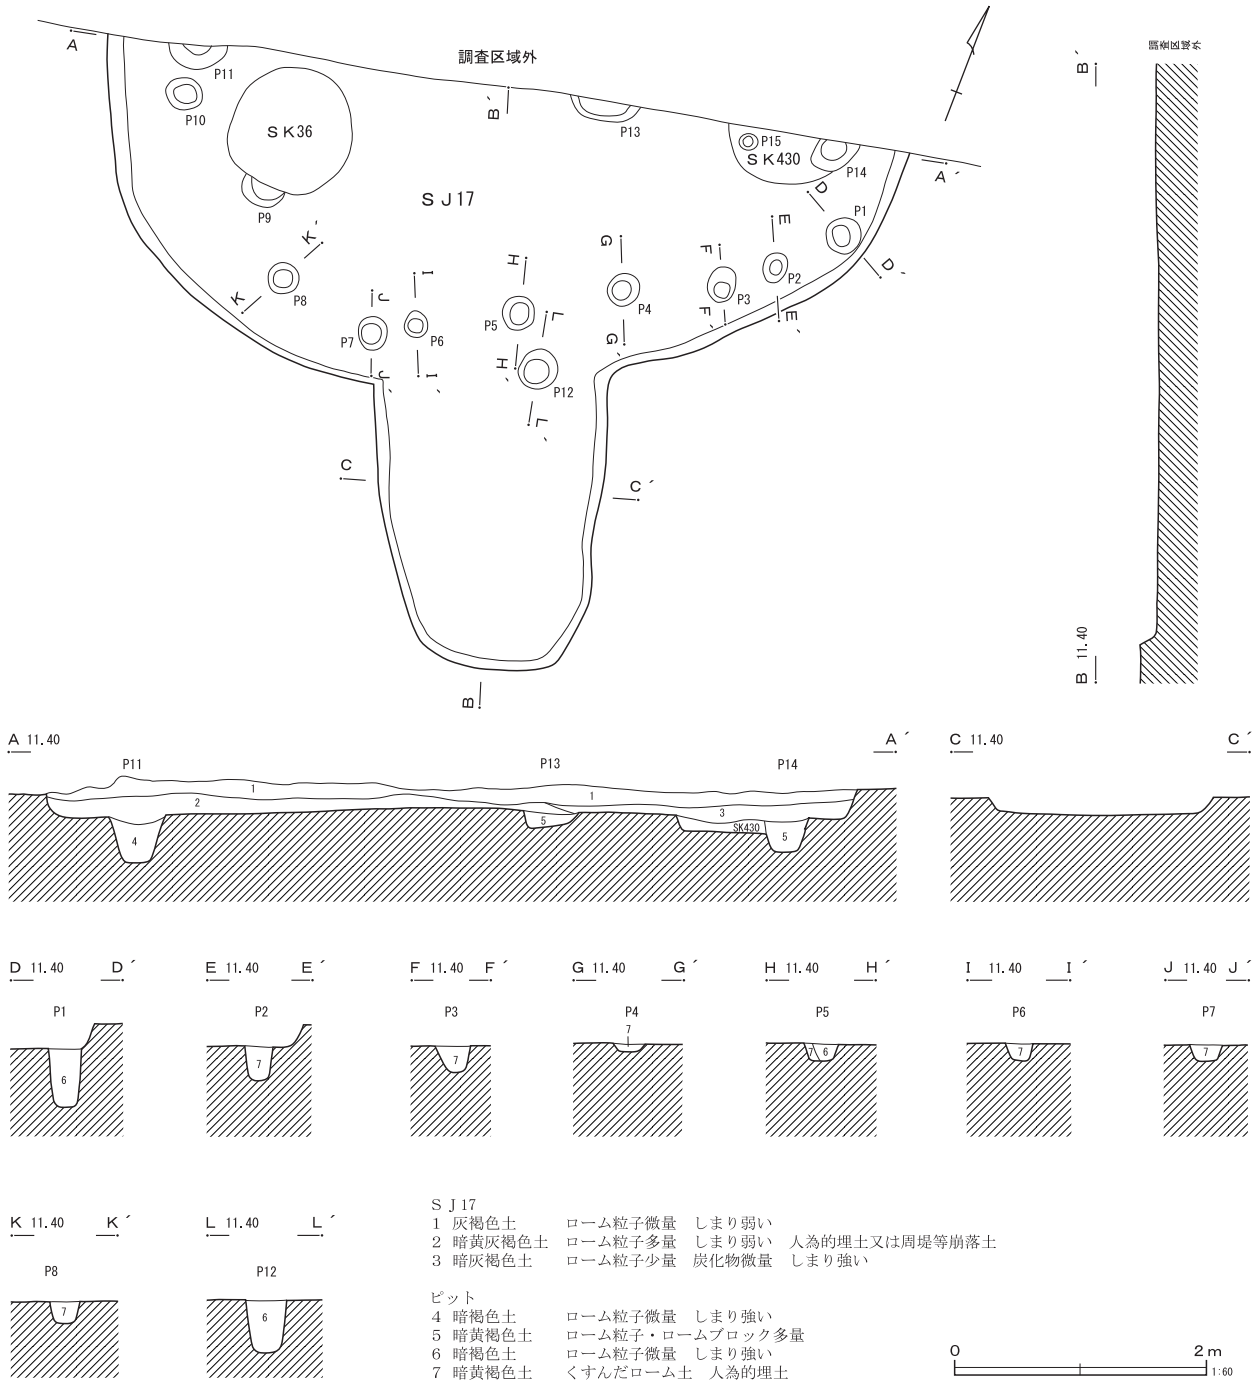 調査区域外
調査区域外
A
P11
P10
SK36
P9
B´
P13
P15
SK430
P14
A´
SJ17
D
P1
D´
E
P2
E´
F
P3
F´
G
P4
G´
H
P5
H´
L
P12
L´
I
P6
I´
J
P7
J´
K´
P8
K
C
C´
B
B´
B 11.40
A 11.40
A´
P11
P13
P14
1
2
1
3
4
5
SK430
5
C 11.40
C´
D 11.40 D´
P1
6
E 11.40 E´
P2
7
F 11.40 F´
P3
7
G 11.40 G´
P4
7
H 11.40 H´
P5
7 6
I 11.40 I´
P6
7
J 11.40 J´
P7
7
K 11.40 K´
P8
7
L 11.40 L´
P12
6
SJ17
1 灰褐色土 ローム粒子微量 しまり弱い
2 暗黄灰褐色土 ローム粒子多量 しまり弱い 人為的埋土又は周堤等崩落土
3 暗灰褐色土 ローム粒子少量 炭化物微量 しまり強い
ピット
4 暗褐色土 ローム粒子微量 しまり強い
5 暗黄褐色土 ローム粒子・ロームブロック多量
6 暗褐色土 ローム粒子微量 しまり強い
7 暗黄褐色土 くすんだローム土 人為的埋土
0 2m
1:60